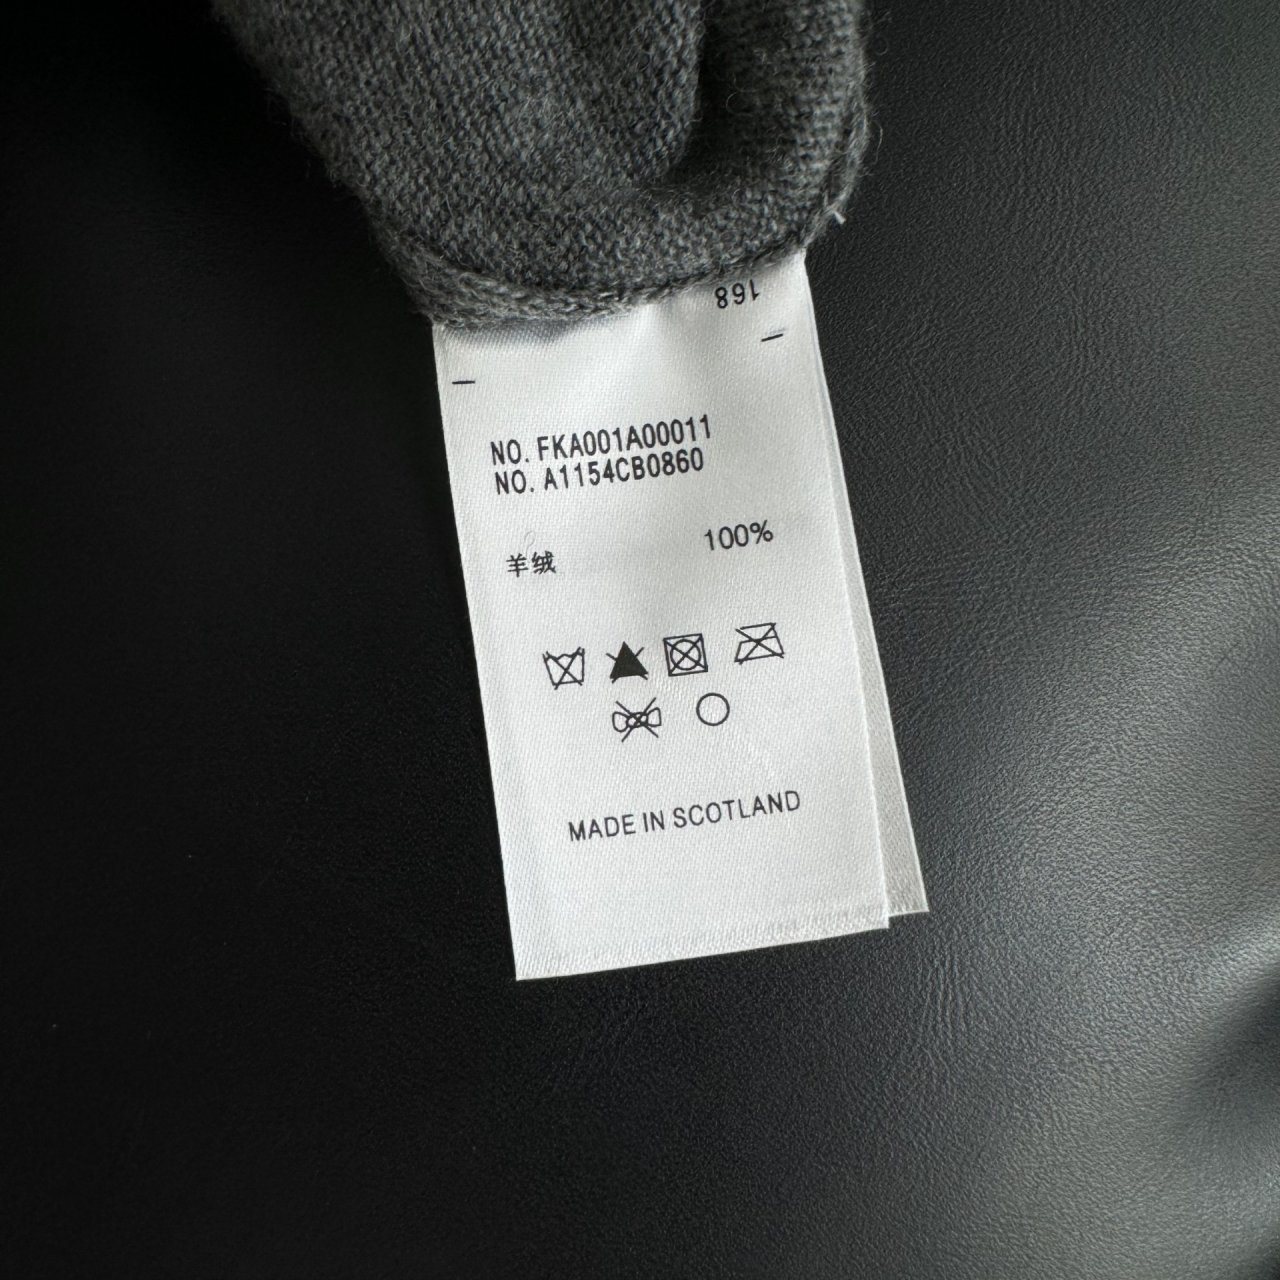 168
NO. FKA001A00011
NO. A1154CB0860
羊绒 100%
MADE IN SCOTLAND